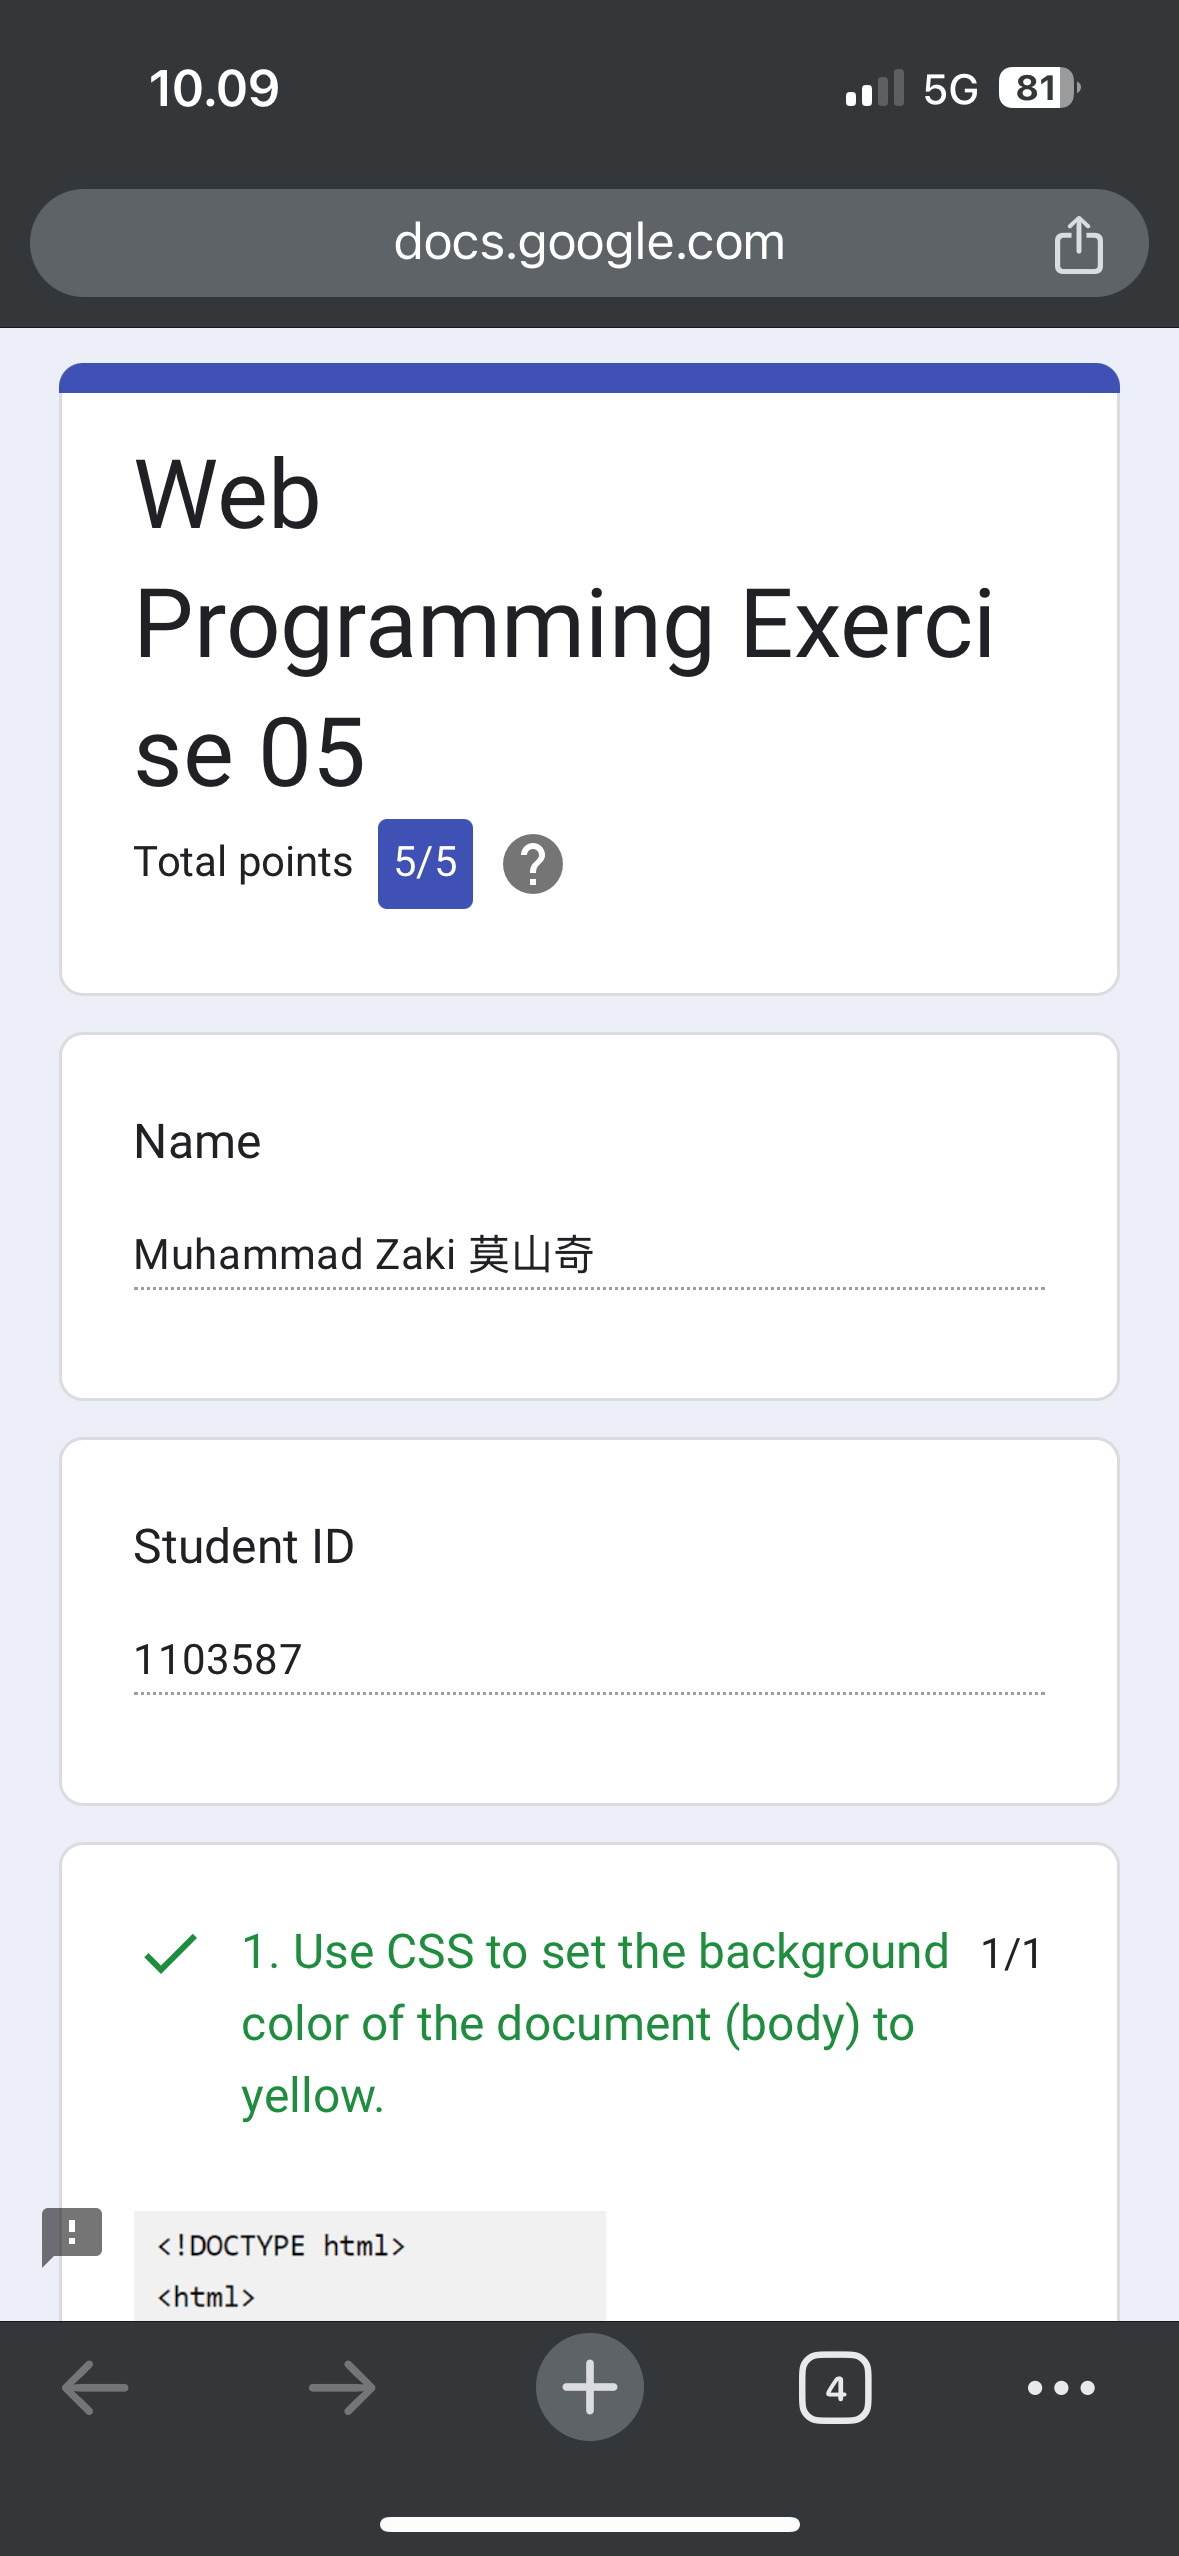 10.09
5G
81
docs.google.com
Web
Programming Exerci
se 05
Total points 5/5
Name
Muhammad Zaki 莫山奇
Student ID
1103587
1. Use CSS to set the background 1/1
color of the document (body) to
yellow.
<!DOCTYPE html>
<html>
4